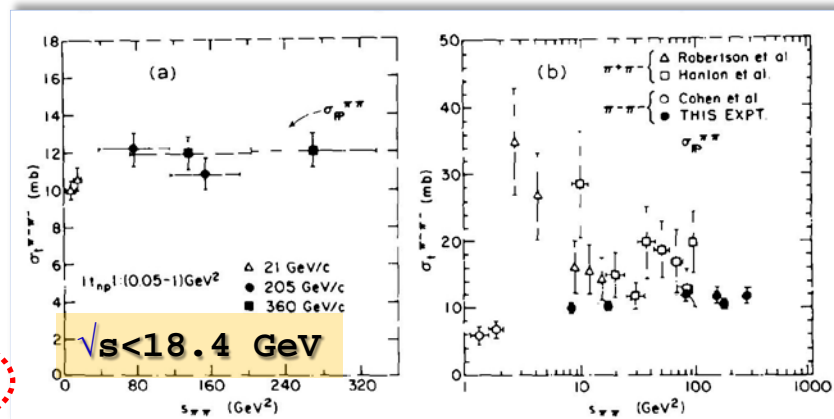 18
16
14
12
10
8
6
4
2
0
σ_t^π⁻π⁻ (mb)
(a)
σ_pp^ππ
|t_np|:(0.05-1)GeV²
△ 21 GeV/c
● 205 GeV/c
■ 360 GeV/c
√s<18.4 GeV
0 80 160 240 320
s_ππ (GeV²)
50
40
30
20
10
0
σ_t^ππ (mb)
(b)
π⁺π⁻ { △ Robertson et al
□ Hanlon et al.
π⁻π⁻ { ○ Cohen et al
● THIS EXPT.
σ_pp^ππ
1 10 100 1000
s_ππ (GeV²)